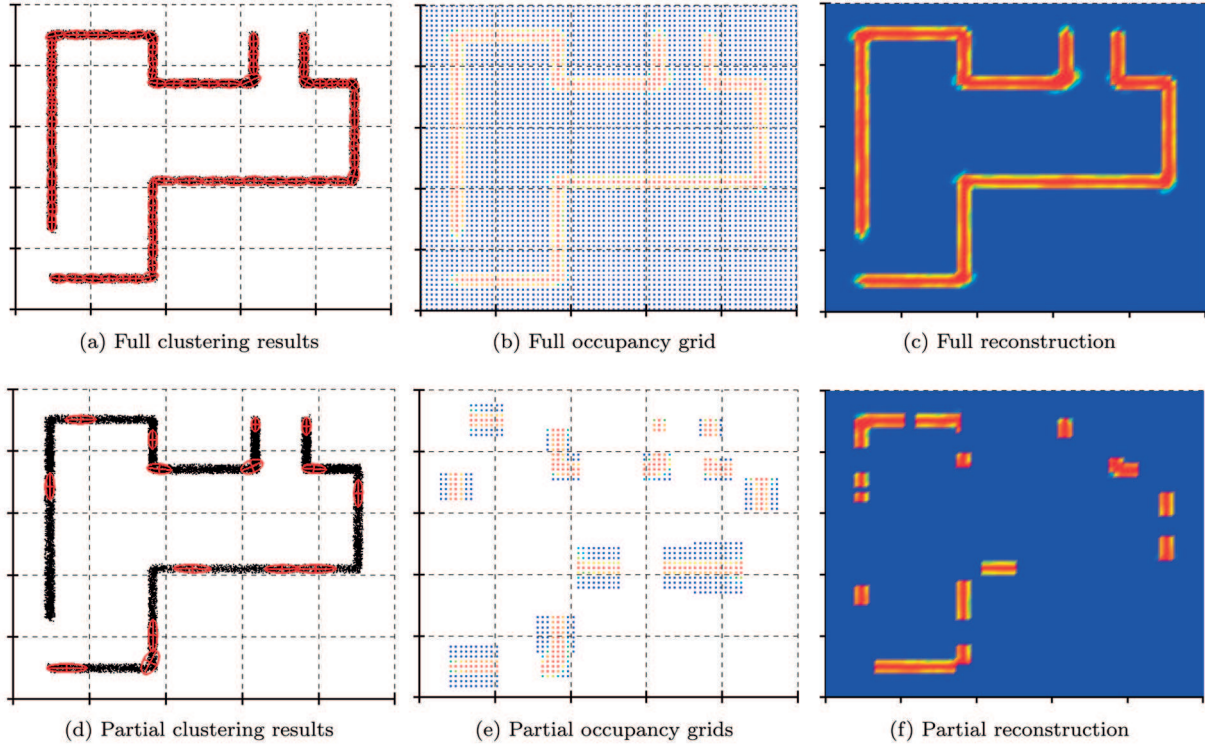 (a) Full clustering results
(b) Full occupancy grid
(c) Full reconstruction
(d) Partial clustering results
(e) Partial occupancy grids
(f) Partial reconstruction